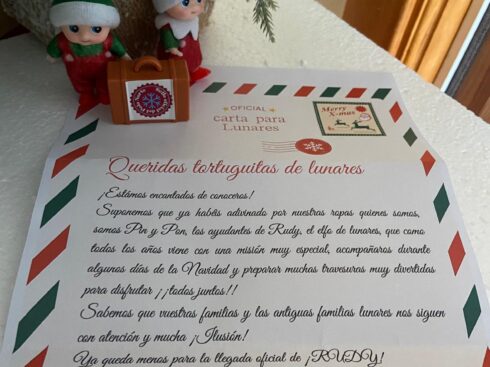 OFICIAL
carta para
Lunares
Merry
X-mas
Queridas tortuguitas de lunares
¡Estámos encantados de conoceros!
Suponemos que ya habéis adivinado por nuestras ropas quienes somos,
somos Pin y Pon, los ayudantes de Rudy, el elfo de lunares, que como
todos los años viene con una misión muy especial, acompañaros durante
algunos días de la Navidad y preparar muchas travesuras muy divertidas
para disfrutar ¡¡todos juntos!!
Sabemos que vuestras familias y las antiguas familias lunares nos siguen
con atención y mucha ¡Ilusión!
Ya queda menos para la llegada oficial de ¡RUDY!